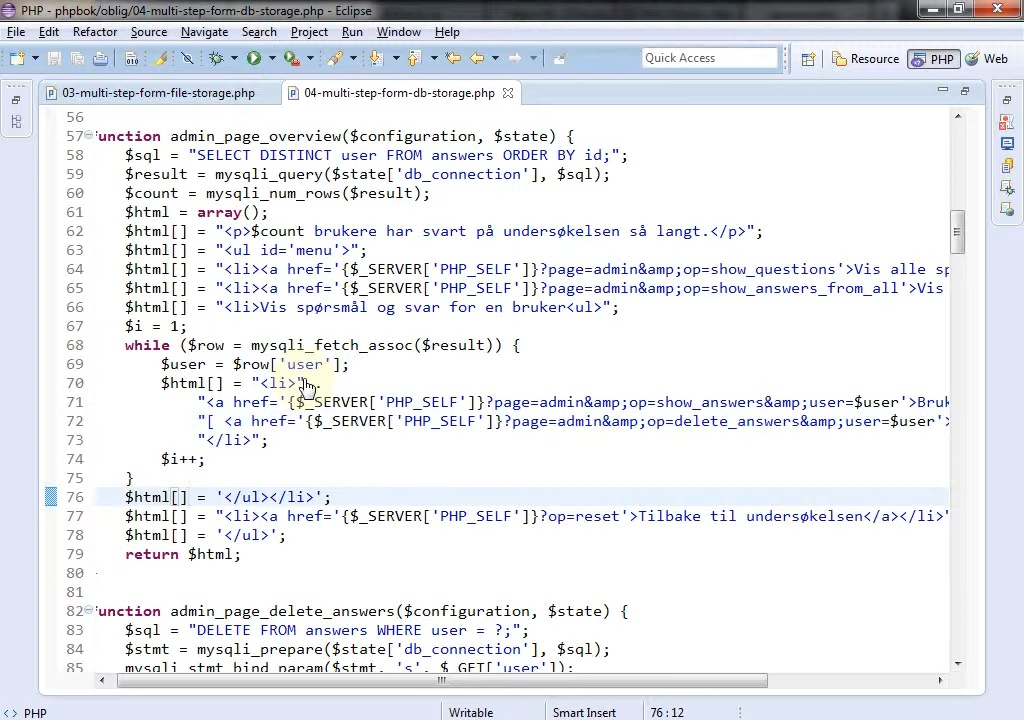 PHP - phpbok/oblig/04-multi-step-form-db-storage.php - Eclipse
File Edit Refactor Source Navigate Search Project Run Window Help
Quick Access Resource PHP Web
03-multi-step-form-file-storage.php 04-multi-step-form-db-storage.php
56
57 unction admin_page_overview($configuration, $state) {
58 $sql = "SELECT DISTINCT user FROM answers ORDER BY id;";
59 $result = mysqli_query($state['db_connection'], $sql);
60 $count = mysqli_num_rows($result);
61 $html = array();
62 $html[] = "<p>$count brukere har svart på undersøkelsen så langt.</p>";
63 $html[] = "<ul id='menu'>";
64 $html[] = "<li><a href='{$_SERVER['PHP_SELF']}?page=admin&amp;op=show_questions'>Vis alle sp
65 $html[] = "<li><a href='{$_SERVER['PHP_SELF']}?page=admin&amp;op=show_answers_from_all'>Vis
66 $html[] = "<li>Vis spørsmål og svar for en bruker<ul>";
67 $i = 1;
68 while ($row = mysqli_fetch_assoc($result)) {
69 $user = $row['user'];
70 $html[] = "<li>" .
71 "<a href='{$_SERVER['PHP_SELF']}?page=admin&amp;op=show_answers&amp;user=$user'>Bruk
72 "[ <a href='{$_SERVER['PHP_SELF']}?page=admin&amp;op=delete_answers&amp;user=$user'>
73 "</li>";
74 $i++;
75 }
76 $html[] = '</ul></li>';
77 $html[] = "<li><a href='{$_SERVER['PHP_SELF']}?op=reset'>Tilbake til undersøkelsen</a></li>"
78 $html[] = '</ul>';
79 return $html;
80
81
82 unction admin_page_delete_answers($configuration, $state) {
83 $sql = "DELETE FROM answers WHERE user = ?;";
84 $stmt = mysqli_prepare($state['db_connection'], $sql);
85 mysqli_stmt_bind_param($stmt, 's', $_GET['user']);
PHP Writable Smart Insert 76 : 12